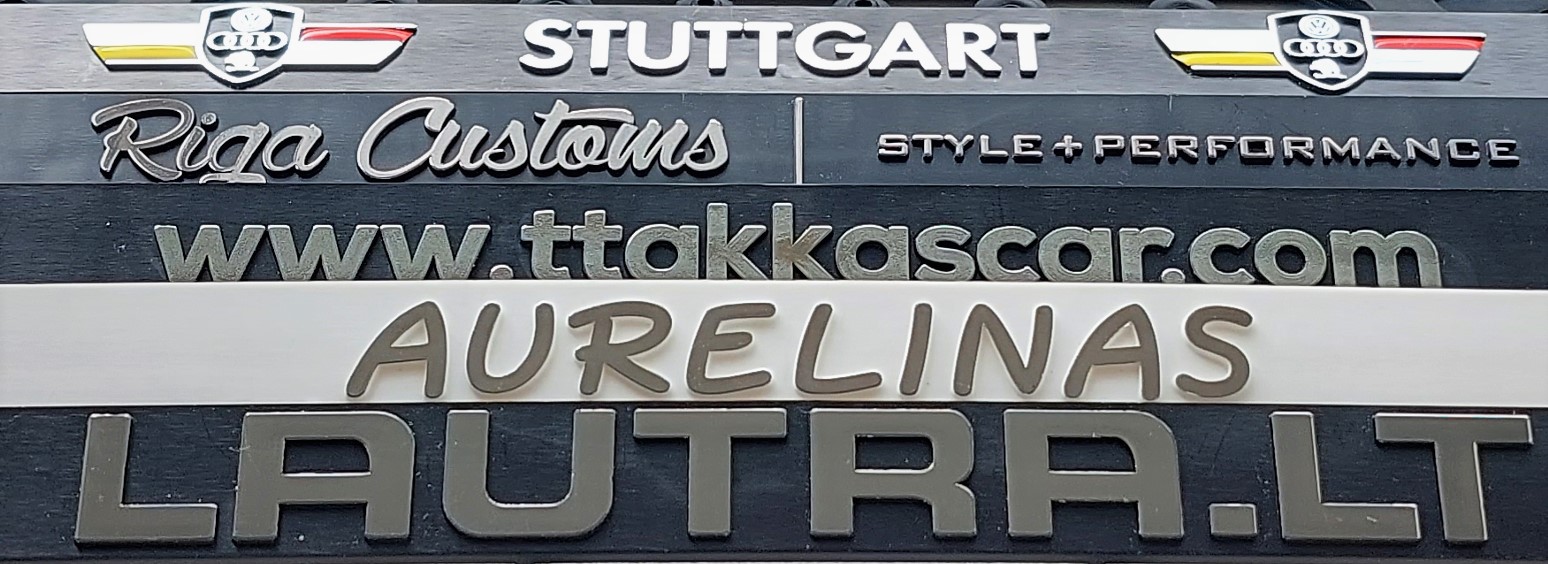 STUTTGART
Riga Customs | STYLE+PERFORMANCE
www.ttakkascar.com
AURELINAS
LAUTRA.LT